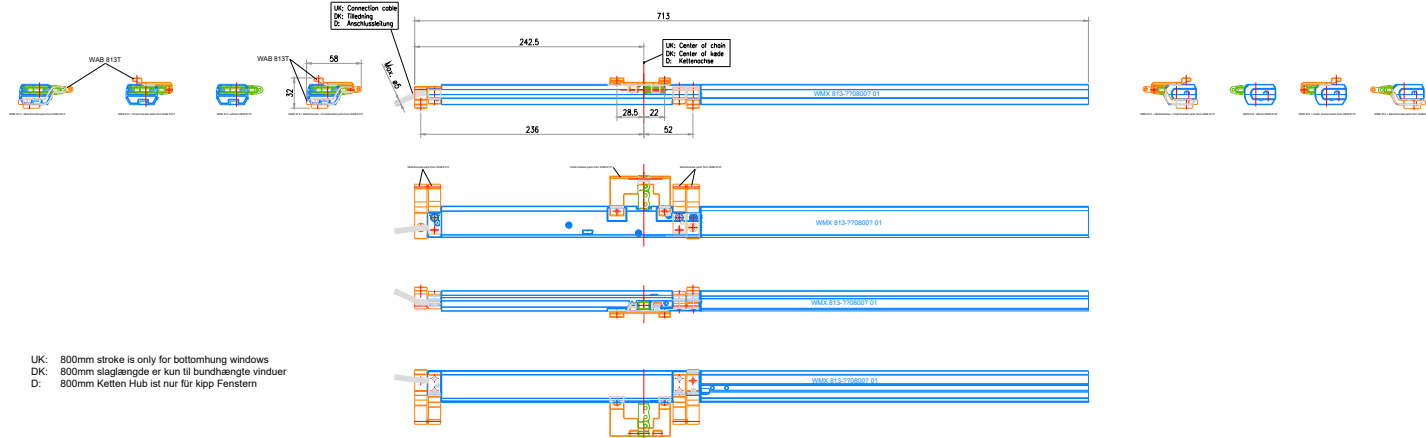 UK: Connection cable
DK: Tilledning
D: Anschlussleitung
713
242.5
UK: Center of chain
DK: Center of kæde
D: Kettenachse
WAB 813T
WAB 813T
58
32
Max. ø5
WMX 813-??0800? 01
28.5
22
236
52
WMX 813-??0800? 01
WMX 813-??0800? 01
UK: 800mm stroke is only for bottomhung windows
DK: 800mm slaglængde er kun til bundhængte vinduer
D: 800mm Ketten Hub ist nur für kipp Fenstern
WMX 813-??0800? 01